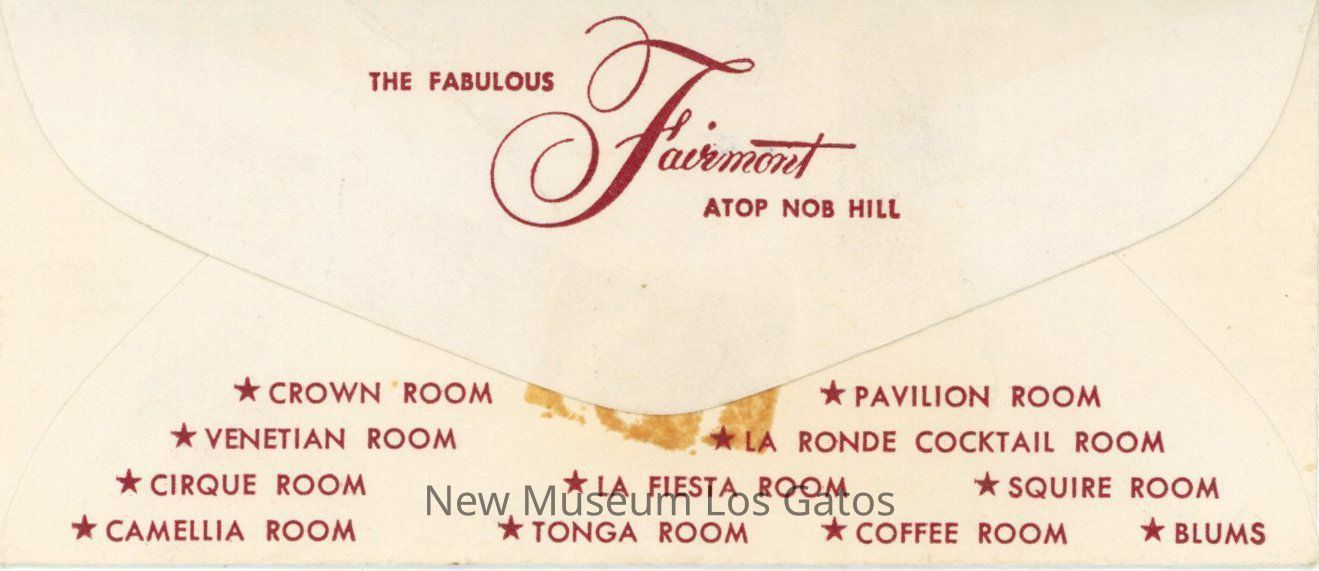 THE FABULOUS
Fairmont
ATOP NOB HILL
★ CROWN ROOM ★ PAVILION ROOM
★ VENETIAN ROOM ★ LA RONDE COCKTAIL ROOM
★ CIRQUE ROOM ★ LA FIESTA ROOM ★ SQUIRE ROOM
New Museum Los Gatos
★ CAMELLIA ROOM ★ TONGA ROOM ★ COFFEE ROOM ★ BLUMS